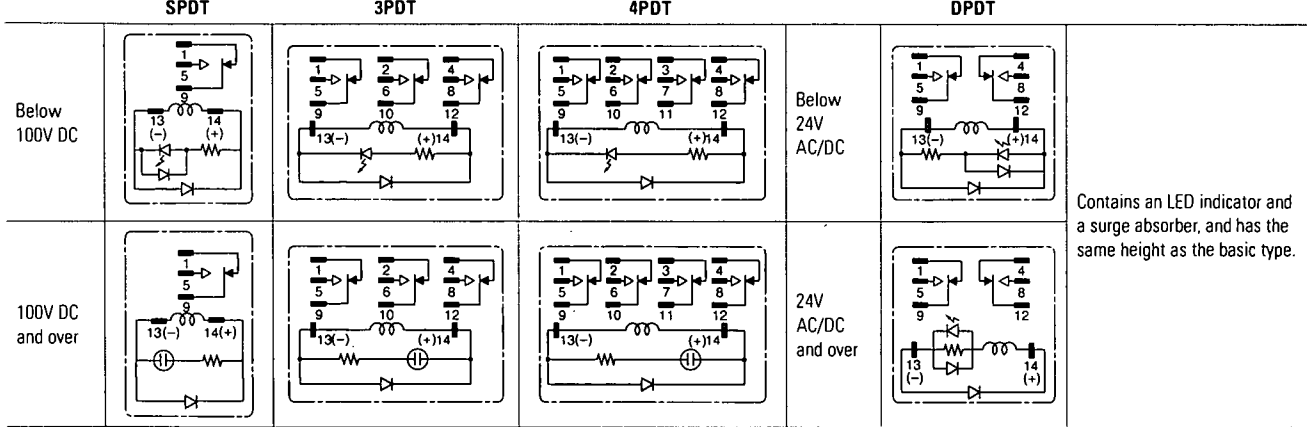 SPDT 3PDT 4PDT DPDT
Below
100V DC
1
5
9
13 14
(-) (+)
1 2 4
5 6 8
9 10 12
13(-) (+)14
1 2 3 4
5 6 7 8
9 10 11 12
13(-) (+)14
Below
24V
AC/DC
1 4
5 8
9 12
13(-) (+)14
Contains an LED indicator and
a surge absorber, and has the
same height as the basic type.
100V DC
and over
1
5
9
13(-) 14(+)
1 2 4
5 6 8
9 10 12
13(-) (+)14
1 2 3 4
5 6 7 8
9 10 11 12
13(-) (+)14
24V
AC/DC
and over
1 4
5 8
9 12
13 14
(-) (+)